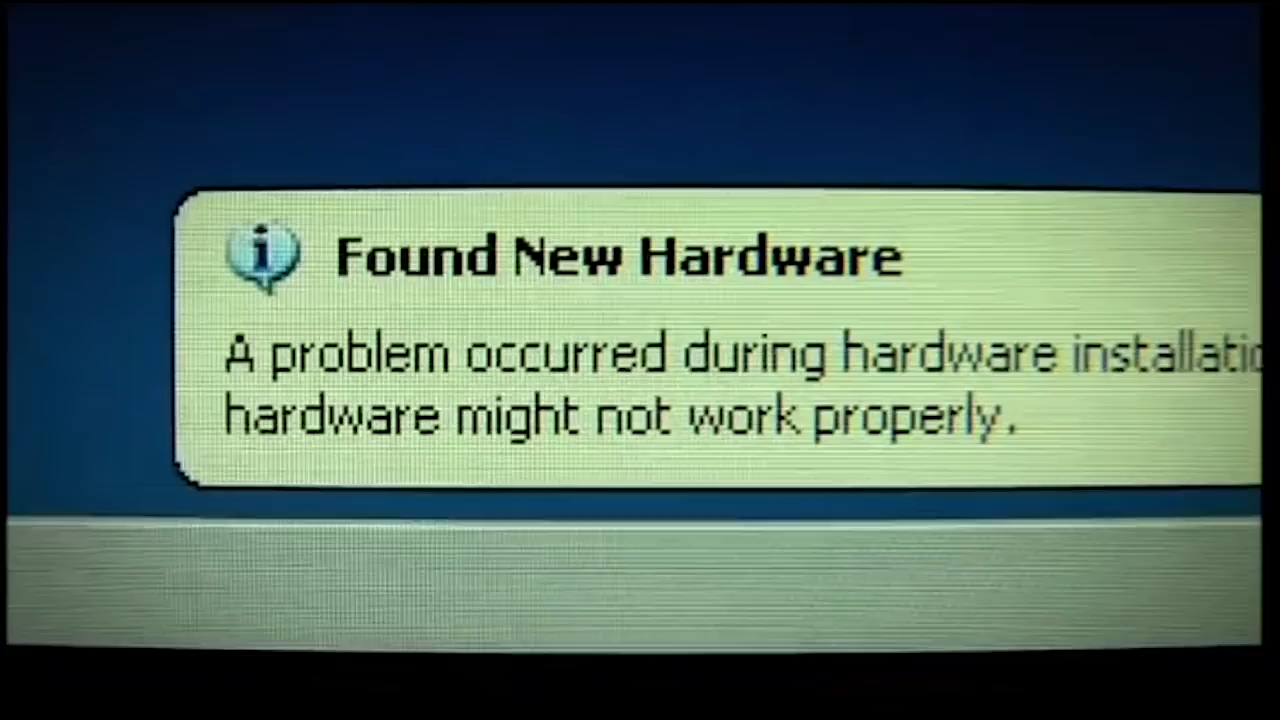 Found New Hardware
A problem occurred during hardware installatio
hardware might not work properly.